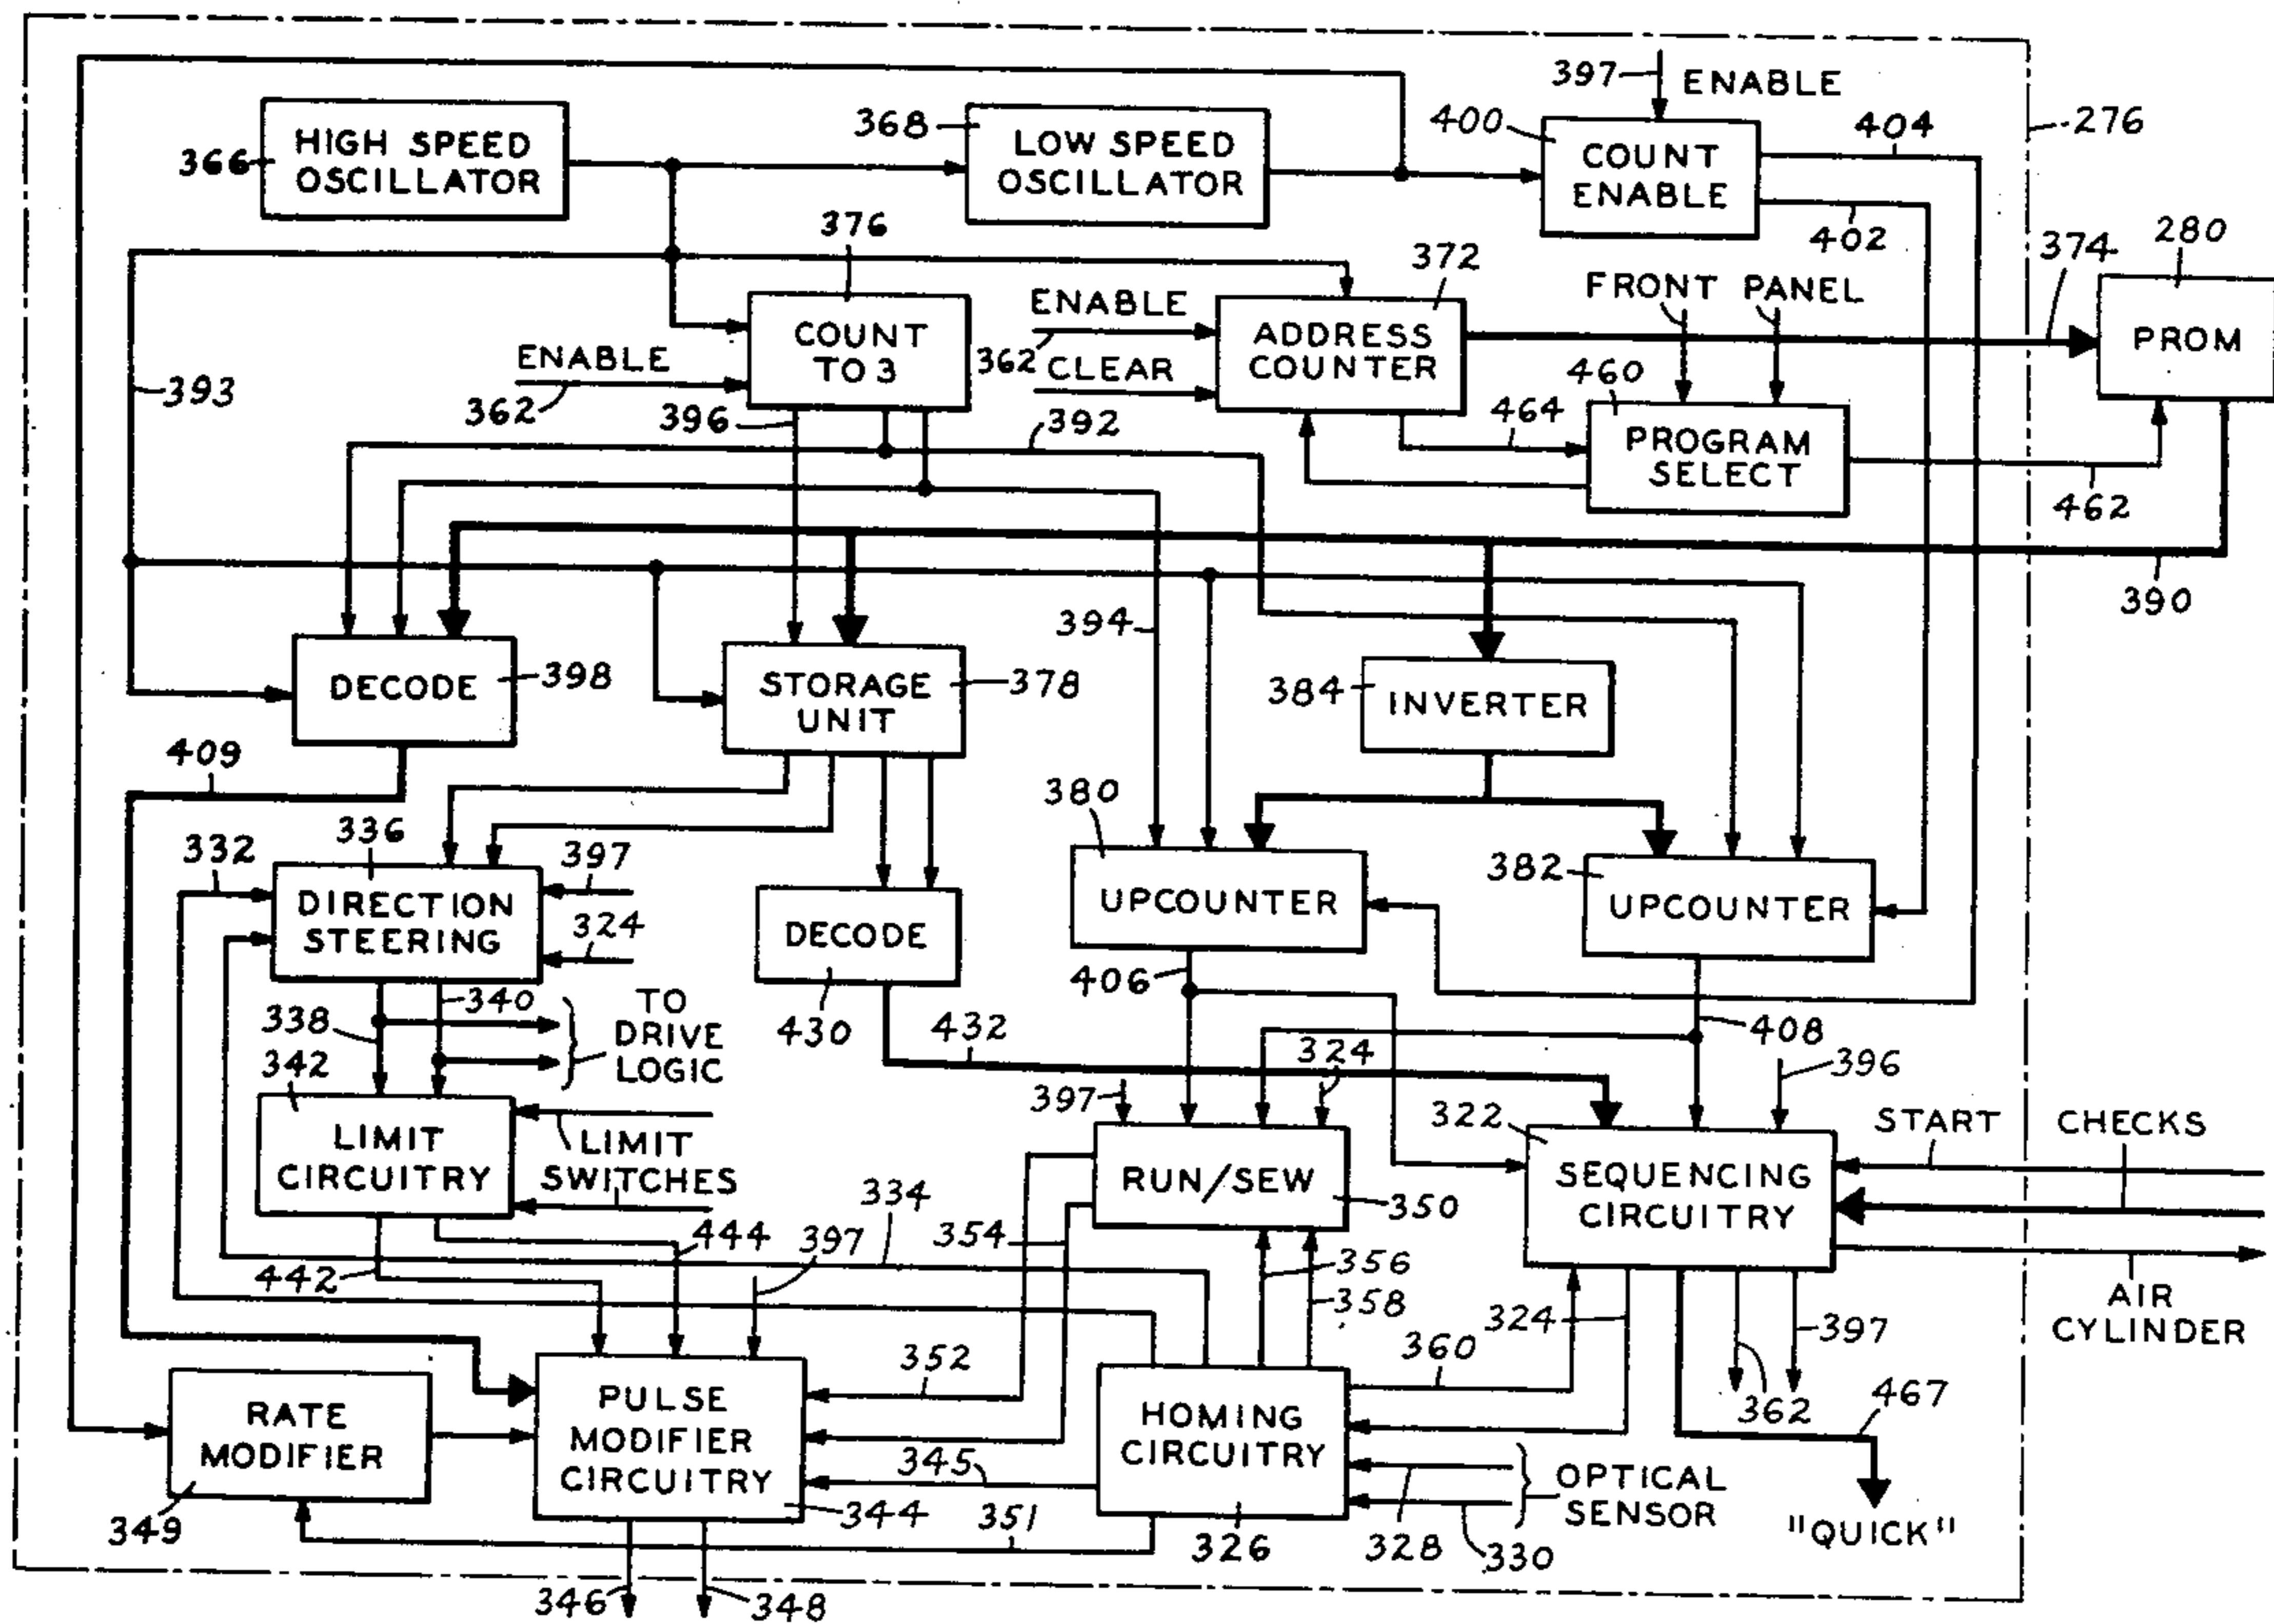 397 ENABLE
276
366 HIGH SPEED OSCILLATOR
368 LOW SPEED OSCILLATOR
400 COUNT ENABLE
404
402
376
COUNT TO 3
ENABLE
362
396
393
392
372
ADDRESS COUNTER
ENABLE
362
CLEAR
374
280
PROM
FRONT PANEL
460
PROGRAM SELECT
464
462
390
394
DECODE 398
STORAGE UNIT 378
384 INVERTER
409
336
332
DIRECTION STEERING
397
324
DECODE
430
432
380
UPCOUNTER
382
UPCOUNTER
406
408
338
340
TO DRIVE LOGIC
342
LIMIT CIRCUITRY
LIMIT SWITCHES
334
442
444
397
397
324
RUN/SEW
350
354
356
358
352
322
SEQUENCING CIRCUITRY
396
START
CHECKS
AIR CYLINDER
324
362
397
467
"QUICK"
360
RATE MODIFIER
349
PULSE MODIFIER CIRCUITRY
344
345
351
346
348
HOMING CIRCUITRY
326
328
330
OPTICAL SENSOR